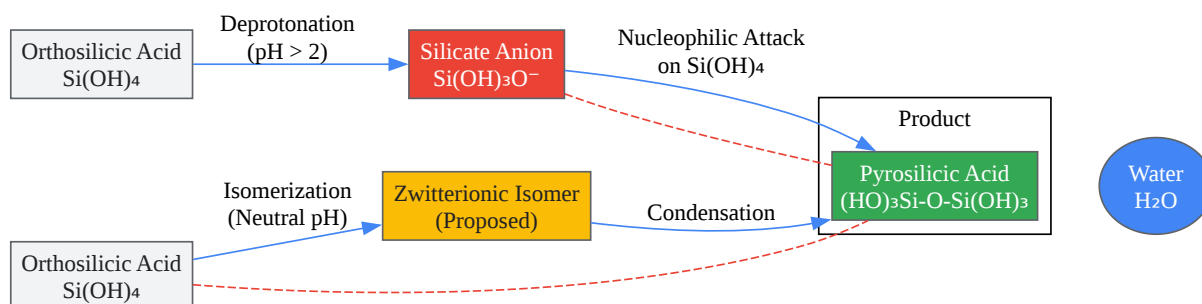 Deprotonation
(pH > 2)
Orthosilicic Acid
Si(OH)₄
Silicate Anion
Si(OH)₃O⁻
Nucleophilic Attack
on Si(OH)₄
Product
Pyrosilicic Acid
(HO)₃Si-O-Si(OH)₃
Water
H₂O
Isomerization
(Neutral pH)
Zwitterionic Isomer
(Proposed)
Condensation
Orthosilicic Acid
Si(OH)₄